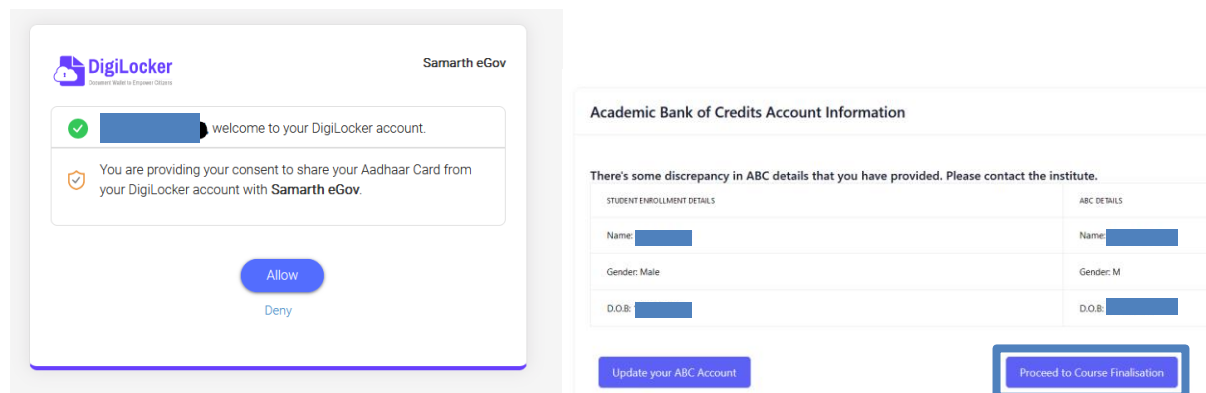 DigiLocker
Document Wallet to Empower Citizens
Samarth eGov
, welcome to your DigiLocker account.
You are providing your consent to share your Aadhaar Card from
your DigiLocker account with Samarth eGov.
Allow
Deny
Academic Bank of Credits Account Information
There's some discrepancy in ABC details that you have provided. Please contact the institute.
STUDENT ENROLLMENT DETAILS ABC DETAILS
Name: Name:
Gender: Male Gender: M
D.O.B: D.O.B:
Update your ABC Account Proceed to Course Finalisation